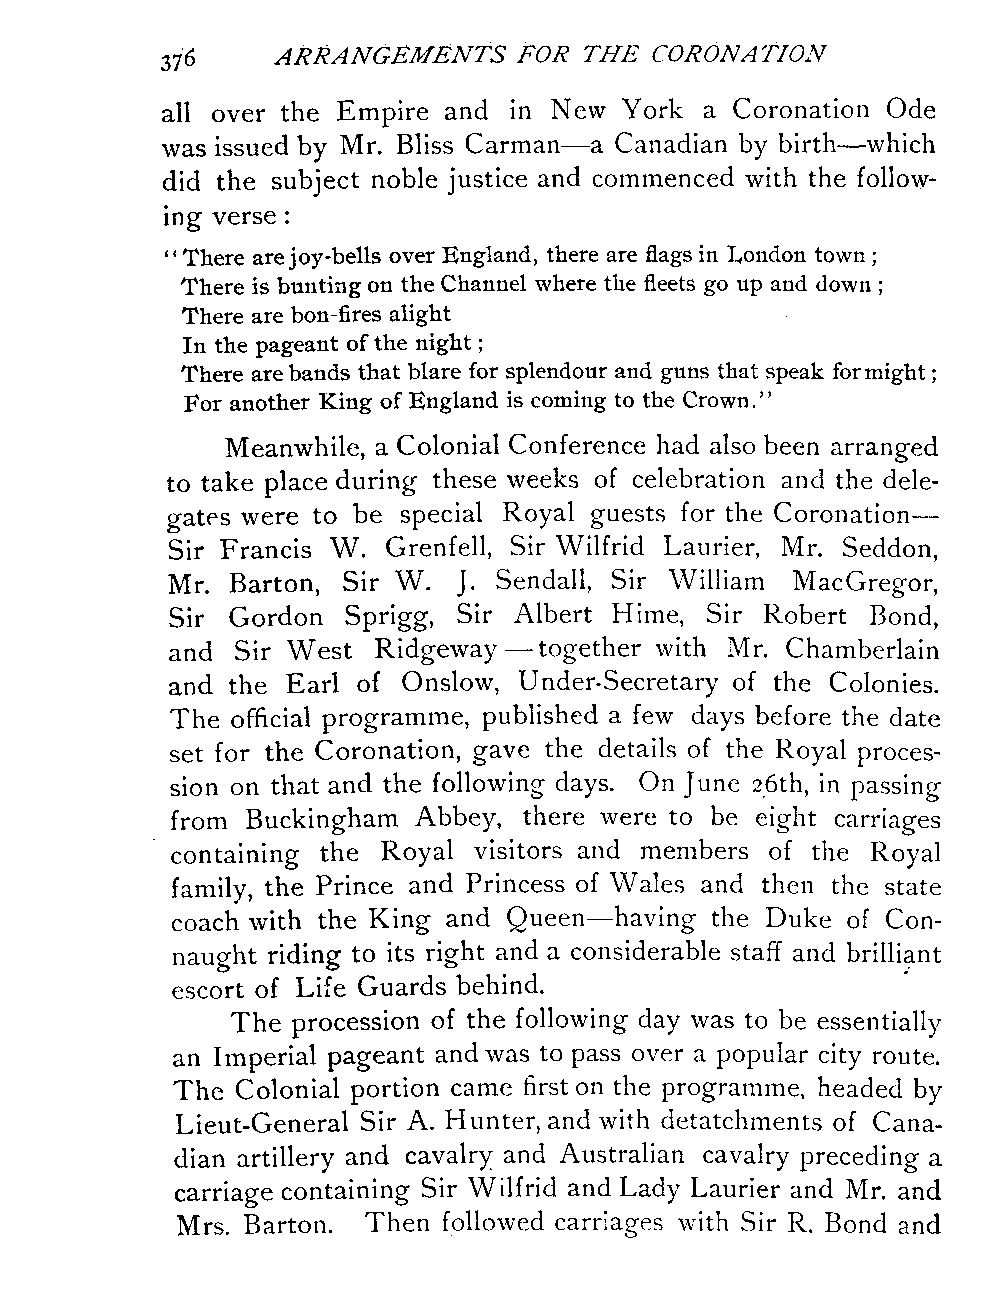 376 ARRANGEMENTS FOR THE CORONATION
all over the Empire and in New York a Coronation Ode
was issued by Mr. Bliss Carman—a Canadian by birth—which
did the subject noble justice and commenced with the follow-
ing verse :
"There are joy-bells over England, there are flags in London town ;
There is bunting on the Channel where the fleets go up and down ;
There are bon-fires alight
In the pageant of the night ;
There are bands that blare for splendour and guns that speak for might ;
For another King of England is coming to the Crown."
Meanwhile, a Colonial Conference had also been arranged
to take place during these weeks of celebration and the dele-
gates were to be special Royal guests for the Coronation—
Sir Francis W. Grenfell, Sir Wilfrid Laurier, Mr. Seddon,
Mr. Barton, Sir W. J. Sendall, Sir William MacGregor,
Sir Gordon Sprigg, Sir Albert Hime, Sir Robert Bond,
and Sir West Ridgeway — together with Mr. Chamberlain
and the Earl of Onslow, Under-Secretary of the Colonies.
The official programme, published a few days before the date
set for the Coronation, gave the details of the Royal proces-
sion on that and the following days. On June 26th, in passing
from Buckingham Abbey, there were to be eight carriages
containing the Royal visitors and members of the Royal
family, the Prince and Princess of Wales and then the state
coach with the King and Queen—having the Duke of Con-
naught riding to its right and a considerable staff and brilliant
escort of Life Guards behind.
The procession of the following day was to be essentially
an Imperial pageant and was to pass over a popular city route.
The Colonial portion came first on the programme, headed by
Lieut-General Sir A. Hunter, and with detatchments of Cana-
dian artillery and cavalry and Australian cavalry preceding a
carriage containing Sir Wilfrid and Lady Laurier and Mr. and
Mrs. Barton. Then followed carriages with Sir R. Bond and